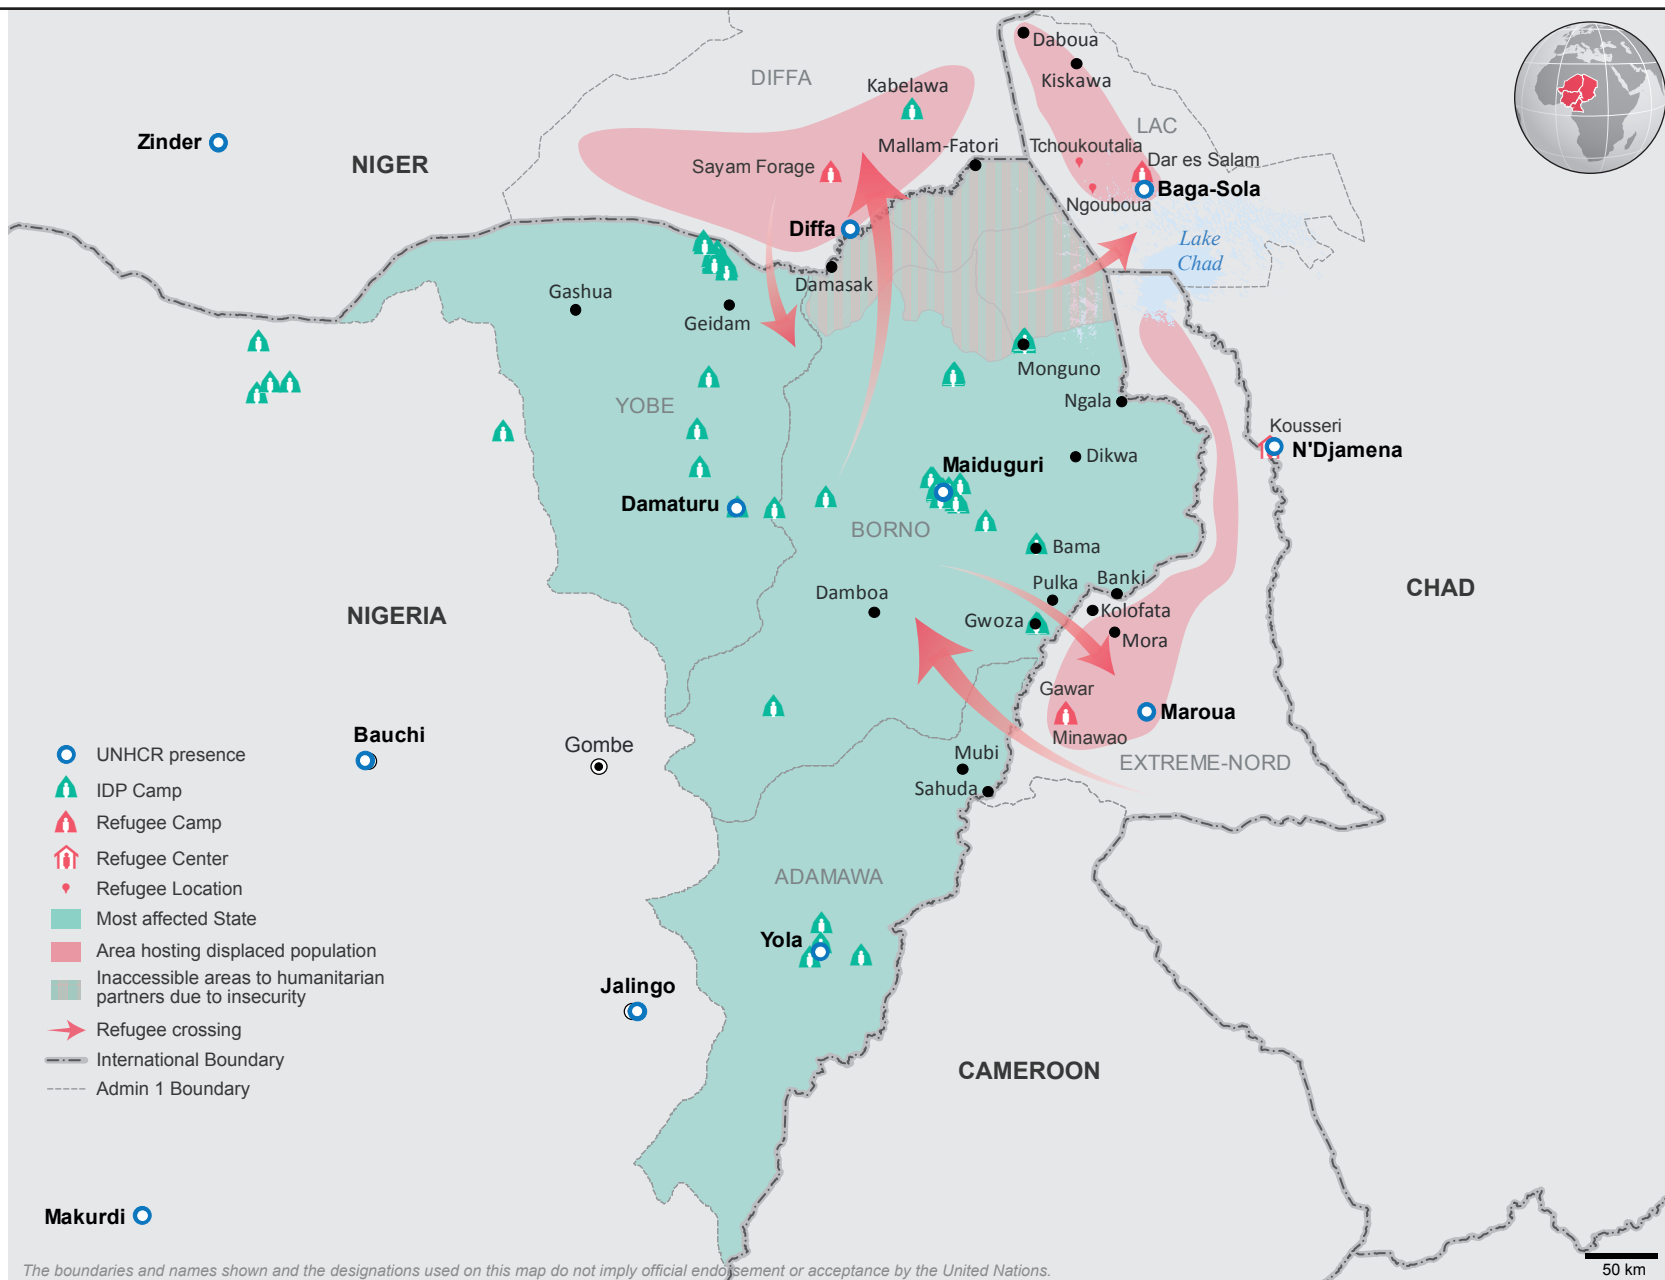 Daboua
DIFFA
Kiskawa
Kabelawa
LAC
Zinder
Mallam-Fatori
Tchoukoutalia
NIGER
Sayam Forage
Dar es Salam
Baga-Sola
Ngouboua
Diffa
Lake
Chad
Damasak
Gashua
Geidam
Monguno
YOBE
Ngala
Kousseri
N'Djamena
Dikwa
Maiduguri
Damaturu
BORNO
Bama
Pulka
Banki
CHAD
Damboa
Kolofata
NIGERIA
Gwoza
Mora
Gawar
Maroua
Minawao
Bauchi
Gombe
Mubi
EXTREME-NORD
Sahuda
UNHCR presence
IDP Camp
Refugee Camp
Refugee Center
Refugee Location
Most affected State
Area hosting displaced population
Inaccessible areas to humanitarian
partners due to insecurity
Refugee crossing
International Boundary
Admin 1 Boundary
ADAMAWA
Yola
Jalingo
CAMEROON
Makurdi
50 km
The boundaries and names shown and the designations used on this map do not imply official endorsement or acceptance by the United Nations.